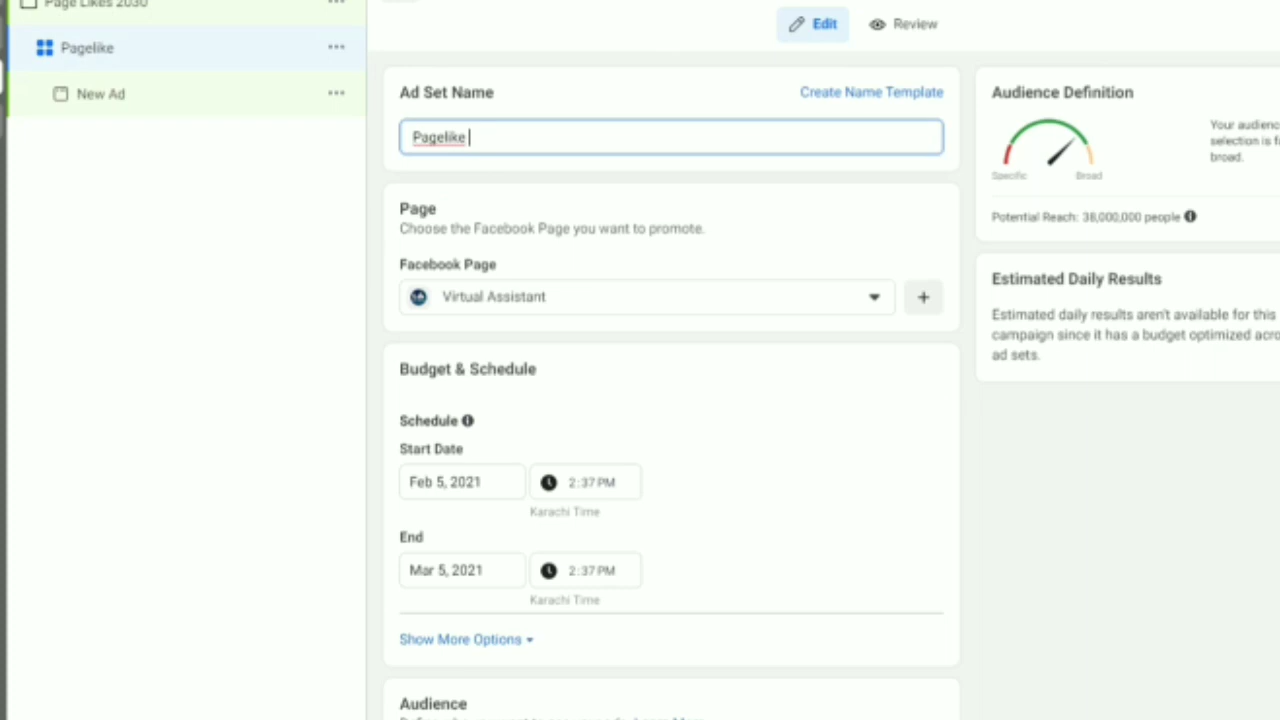 Page Likes 2030
Pagelike
New Ad
Edit
Review
Ad Set Name
Create Name Template
Pagelike
Page
Choose the Facebook Page you want to promote.
Facebook Page
Virtual Assistant
Budget & Schedule
Schedule
Start Date
Feb 5, 2021
2:37 PM
Karachi Time
End
Mar 5, 2021
2:37 PM
Karachi Time
Show More Options
Audience
Audience Definition
Your audienc
selection is f
broad.
Specific
Broad
Potential Reach: 38,000,000 people
Estimated Daily Results
Estimated daily results aren't available for this
campaign since it has a budget optimized acro
ad sets.